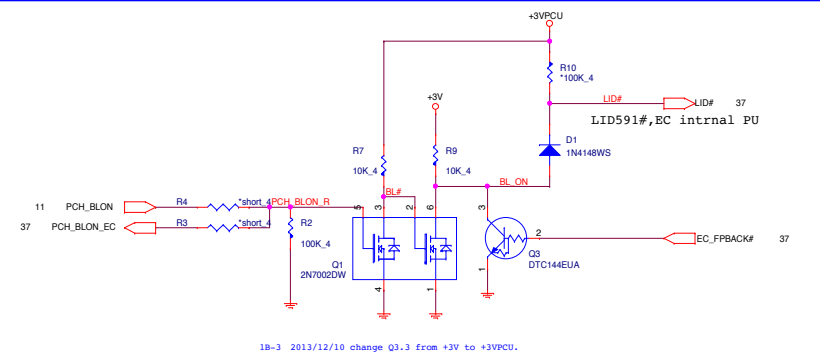 +3VPCU
R10
*100K_4
LID#
LID# 37
LID591#,EC intrnal PU
+3V
D1
1N4148WS
R7
10K_4
R9
10K_4
BL_ON
BL#
11 PCH_BLON
R4
*short_4
PCH_BLON_R
37 PCH_BLON_EC
R3
*short_4
R2
100K_4
5
3
2
6
3
2
EC_FPBACK# 37
Q1
2N7002DW
Q3
DTC144EUA
4
1
1
1B-3 2013/12/10 change Q3.3 from +3V to +3VPCU.